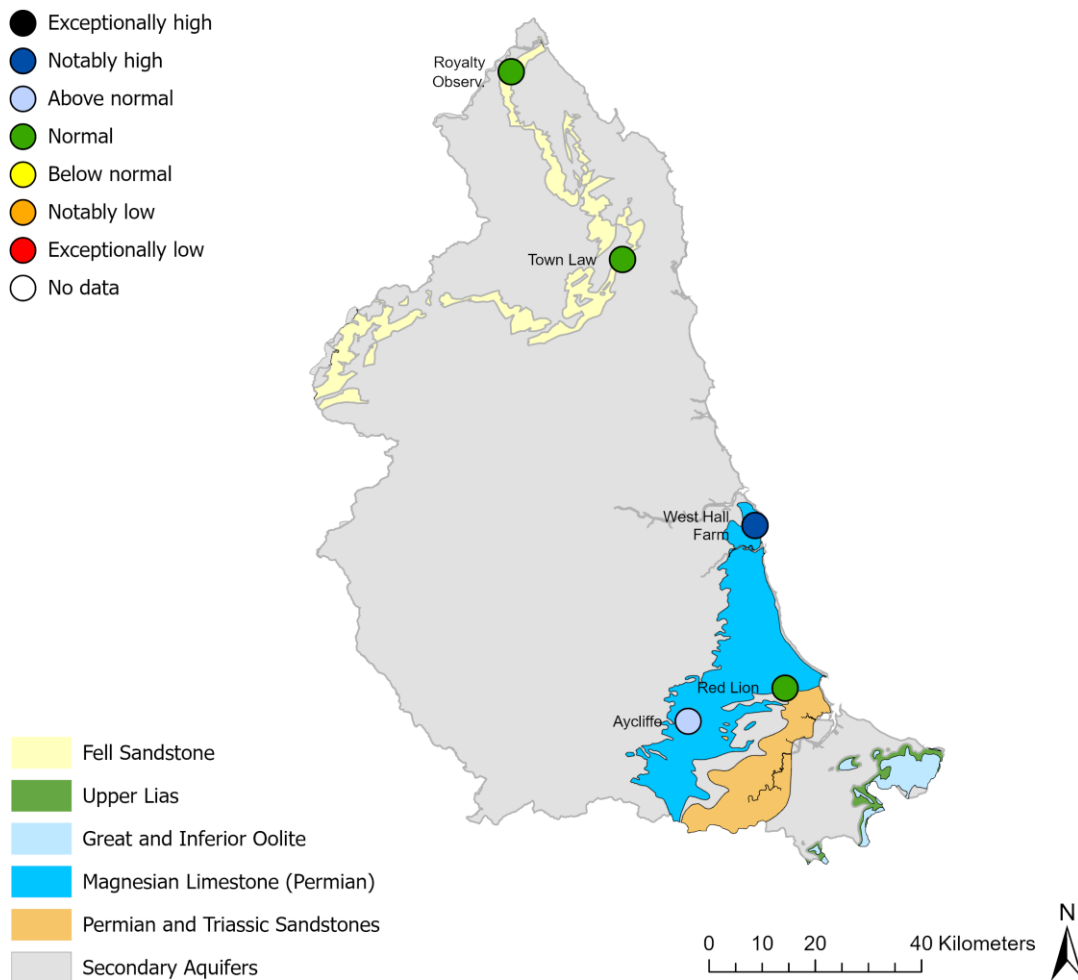 Exceptionally high
Notably high
Above normal
Normal
Below normal
Notably low
Exceptionally low
No data
Royalty
Observ.
Town Law
West Hall
Farm
Red Lion
Aycliffe
Fell Sandstone
Upper Lias
Great and Inferior Oolite
Magnesian Limestone (Permian)
Permian and Triassic Sandstones
Secondary Aquifers
0 10 20 40 Kilometers
N